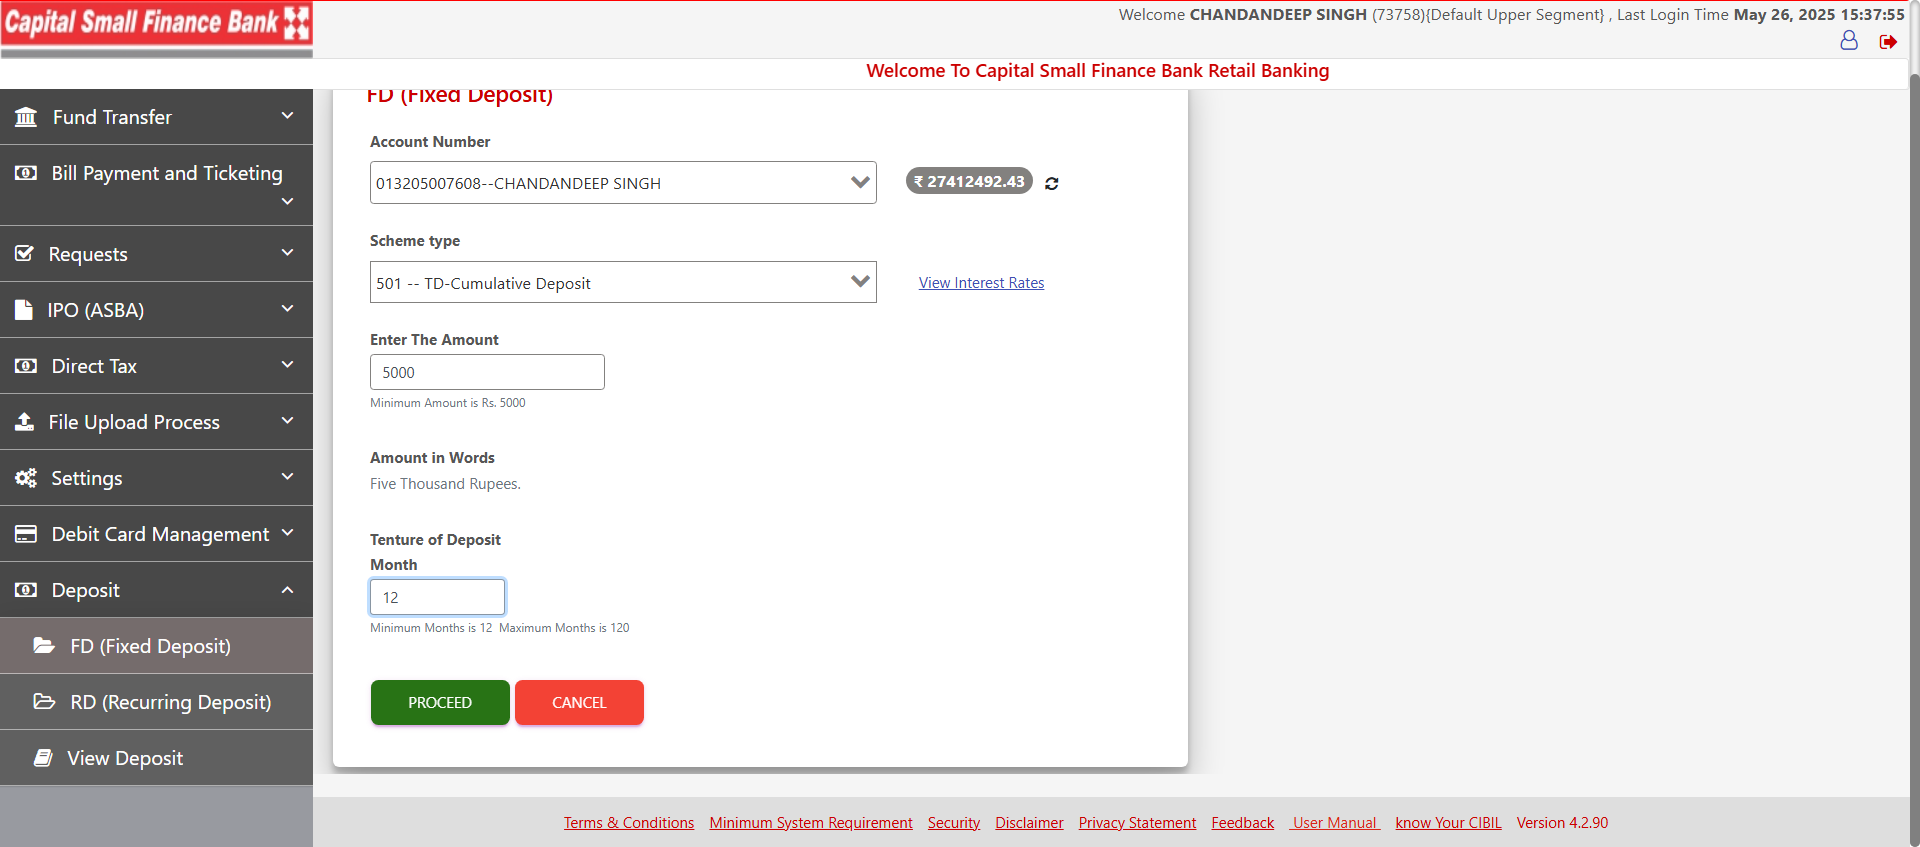 Capital Small Finance Bank
Welcome CHANDANDEEP SINGH (73758){Default Upper Segment} , Last Login Time May 26, 2025 15:37:55
Welcome To Capital Small Finance Bank Retail Banking
Fund Transfer
Bill Payment and Ticketing
Requests
IPO (ASBA)
Direct Tax
File Upload Process
Settings
Debit Card Management
Deposit
FD (Fixed Deposit)
RD (Recurring Deposit)
View Deposit
FD (Fixed Deposit)
Account Number
013205007608--CHANDANDEEP SINGH
₹ 27412492.43
Scheme type
501 -- TD-Cumulative Deposit
View Interest Rates
Enter The Amount
5000
Minimum Amount is Rs. 5000
Amount in Words
Five Thousand Rupees.
Tenture of Deposit
Month
12
Minimum Months is 12 Maximum Months is 120
PROCEED CANCEL
Terms & Conditions Minimum System Requirement Security Disclaimer Privacy Statement Feedback User Manual know Your CIBIL Version 4.2.90